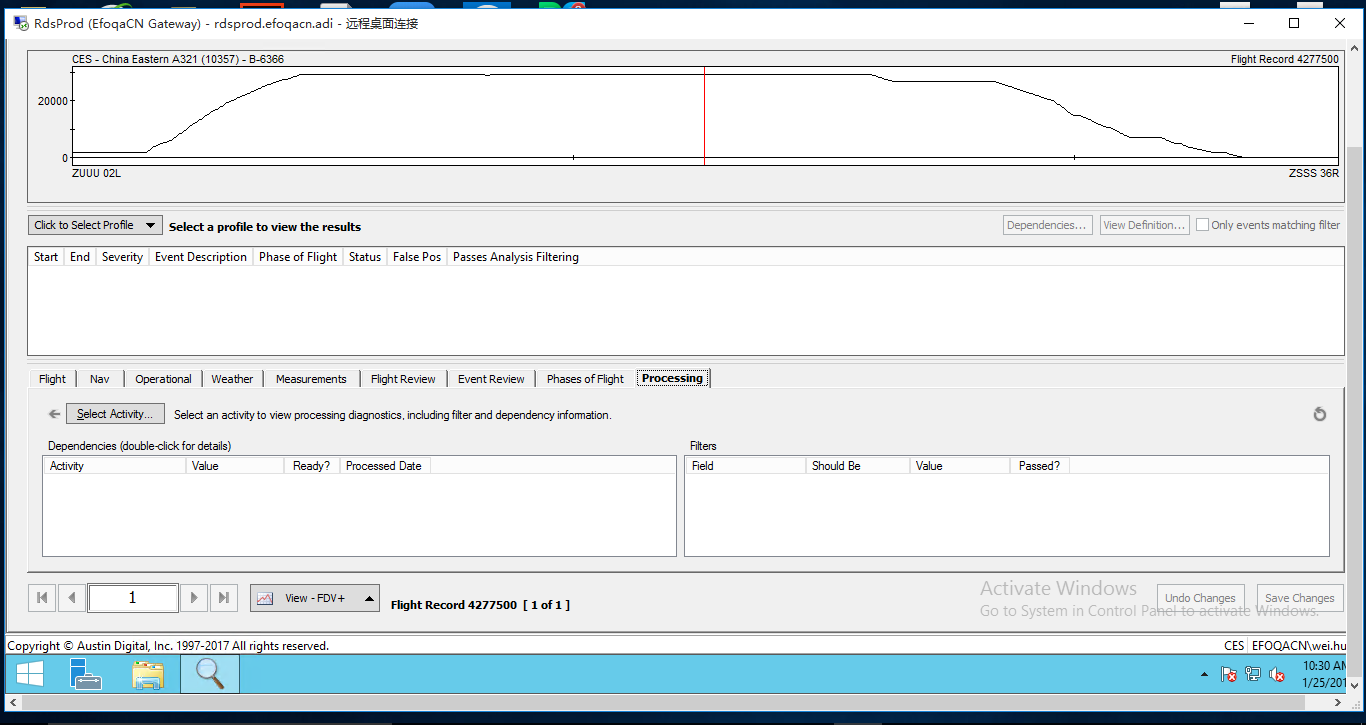 RdsProd (EfoqaCN Gateway) - rdsprod.efoqacn.adi - 远程桌面连接
CES - China Eastern A321 (10357) - B-6366 Flight Record 4277500
20000
0
ZUUU 02L ZSSS 36R
Click to Select Profile Select a profile to view the results Dependencies... View Definition... Only events matching filter
Start End Severity Event Description Phase of Flight Status False Pos Passes Analysis Filtering
Flight Nav Operational Weather Measurements Flight Review Event Review Phases of Flight Processing
Select Activity... Select an activity to view processing diagnostics, including filter and dependency information.
Dependencies (double-click for details) Filters
Activity Value Ready? Processed Date Field Should Be Value Passed?
1 View - FDV+ Flight Record 4277500 [ 1 of 1 ] Undo Changes Save Changes
Activate Windows
Go to System in Control Panel to activate Windows.
Copyright © Austin Digital, Inc. 1997-2017 All rights reserved. CES EFOQACN\wei.hu
10:30 AM
1/25/201